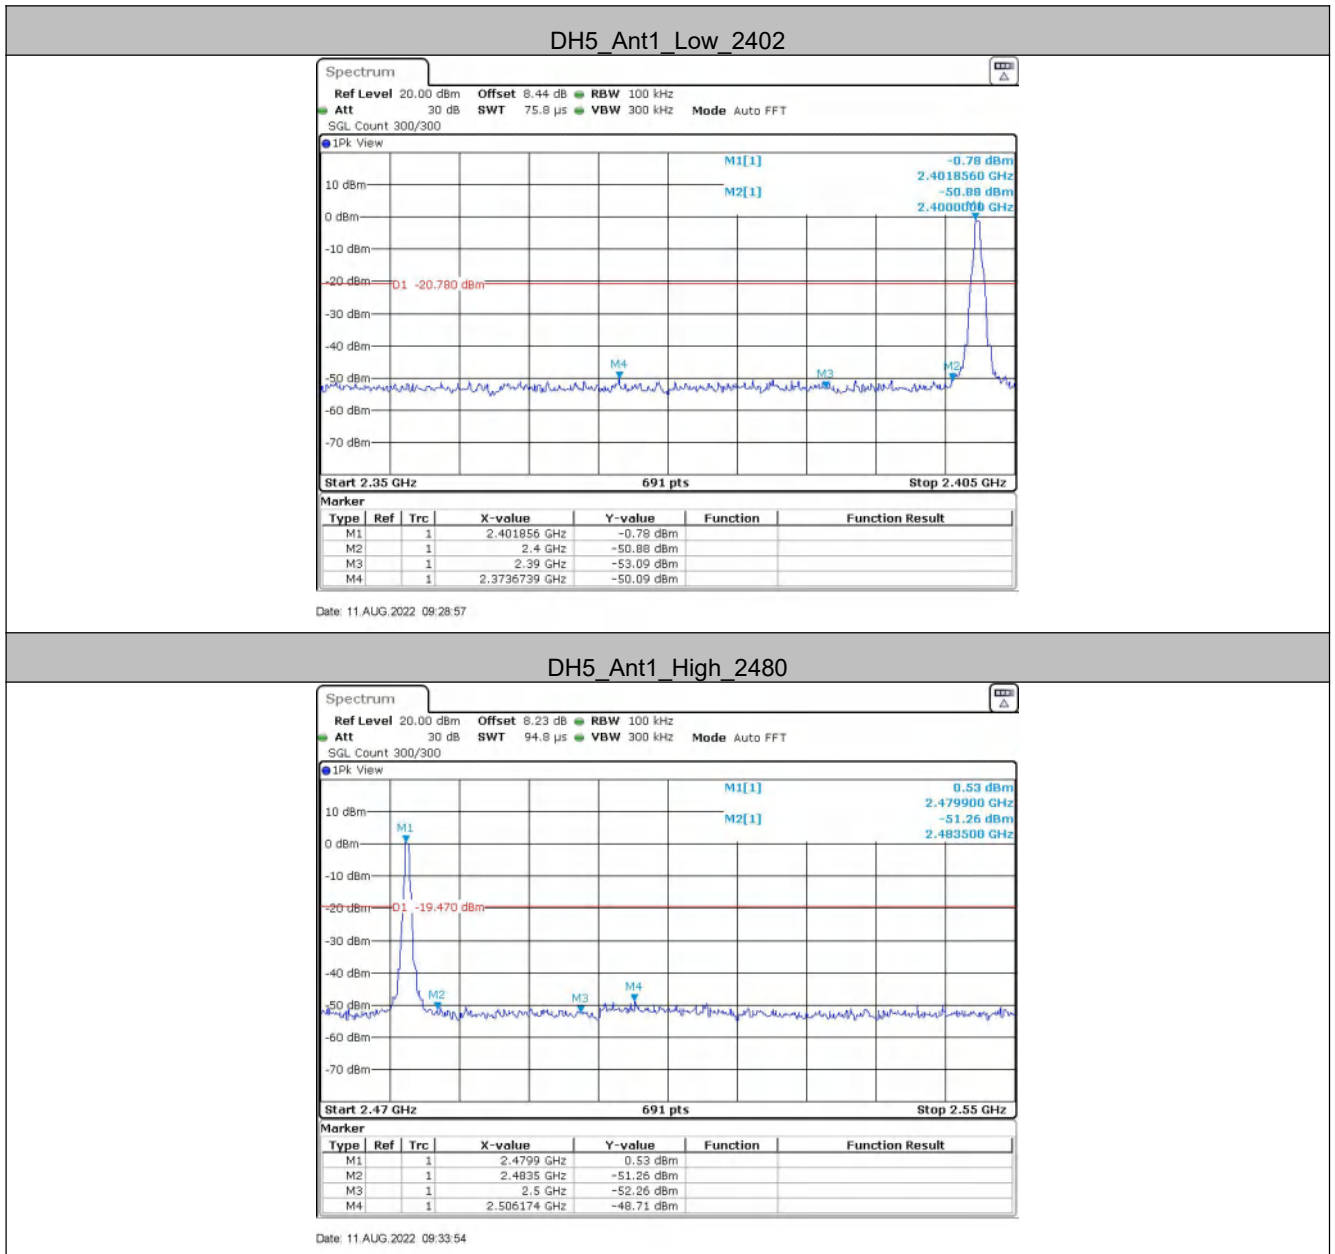 DH5_Ant1_Low_2402
Spectrum
Ref Level 20.00 dBm Offset 8.44 dB RBW 100 kHz
Att 30 dB SWT 75.8 µs VBW 300 kHz Mode Auto FFT
SGL Count 300/300
1Pk View
M1[1] -0.78 dBm
2.4018560 GHz
M2[1] -50.88 dBm
2.4000000 GHz
M1
10 dBm
0 dBm
-10 dBm
-20 dBm
D1 -20.780 dBm
-30 dBm
-40 dBm
M4
M3
M2
-50 dBm
-60 dBm
-70 dBm
Start 2.35 GHz 691 pts Stop 2.405 GHz
Marker
Type Ref Trc X-value Y-value Function Function Result
M1 1 2.401856 GHz -0.78 dBm
M2 1 2.4 GHz -50.88 dBm
M3 1 2.39 GHz -53.09 dBm
M4 1 2.3736739 GHz -50.09 dBm
Date: 11.AUG.2022 09:28:57
DH5_Ant1_High_2480
Spectrum
Ref Level 20.00 dBm Offset 8.23 dB RBW 100 kHz
Att 30 dB SWT 94.8 µs VBW 300 kHz Mode Auto FFT
SGL Count 300/300
1Pk View
M1[1] 0.53 dBm
2.479900 GHz
M2[1] -51.26 dBm
2.483500 GHz
10 dBm
M1
0 dBm
-10 dBm
-20 dBm
D1 -19.470 dBm
-30 dBm
-40 dBm
M2
M3
M4
-50 dBm
-60 dBm
-70 dBm
Start 2.47 GHz 691 pts Stop 2.55 GHz
Marker
Type Ref Trc X-value Y-value Function Function Result
M1 1 2.4799 GHz 0.53 dBm
M2 1 2.4835 GHz -51.26 dBm
M3 1 2.5 GHz -52.26 dBm
M4 1 2.506174 GHz -48.71 dBm
Date: 11.AUG.2022 09:33:54